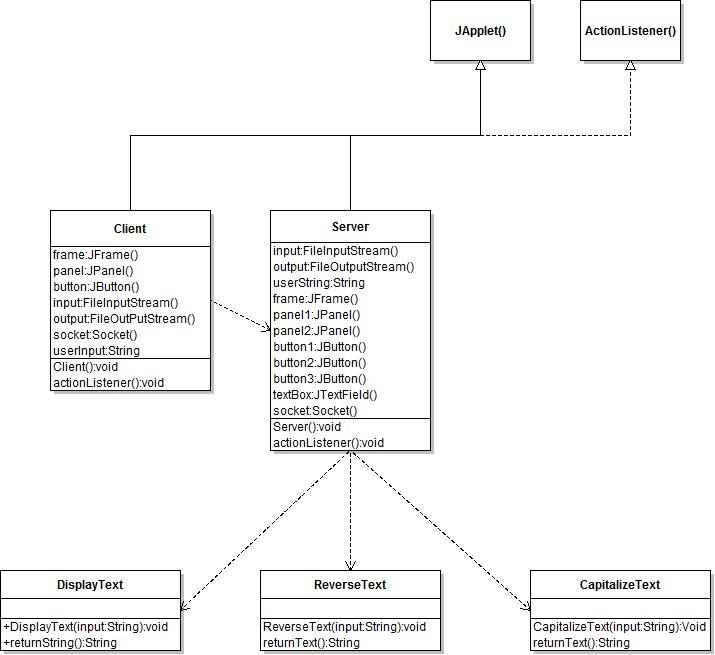 JApplet()
ActionListener()
Client
frame:JFrame()
panel:JPanel()
button:JButton()
input:FileInputStream()
output:FileOutPutStream()
socket:Socket()
userInput:String
Client():void
actionListener():void
Server
input:FileInputStream()
output:FileOutputStream()
userString:String
frame:JFrame()
panel1:JPanel()
panel2:JPanel()
button1:JButton()
button2:JButton()
button3:JButton()
textBox:JTextField()
socket:Socket()
Server():void
actionListener():void
DisplayText
+DisplayText(input:String):void
+returnString():String
ReverseText
ReverseText(input:String):void
returnText():String
CapitalizeText
CapitalizeText(input:String):Void
returnText():String